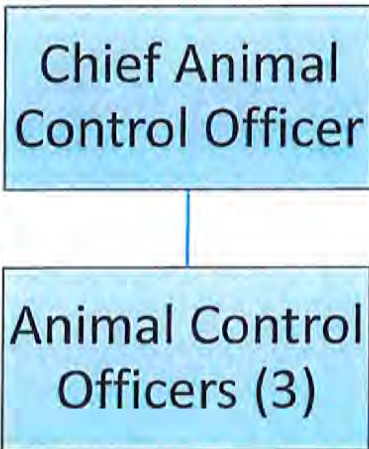 Chief Animal
Control Officer
Animal Control
Officers (3)